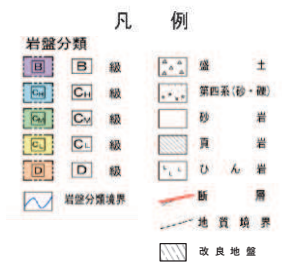 凡 例
岩盤分類
B B 級
CH CH 級
CM CM 級
CL CL 級
D D 級
岩盤分類境界
盛 土
第四系(砂・礫)
砂 岩
頁 岩
ひ ん 岩
断 層
地 質 境 界
改 良 地 盤